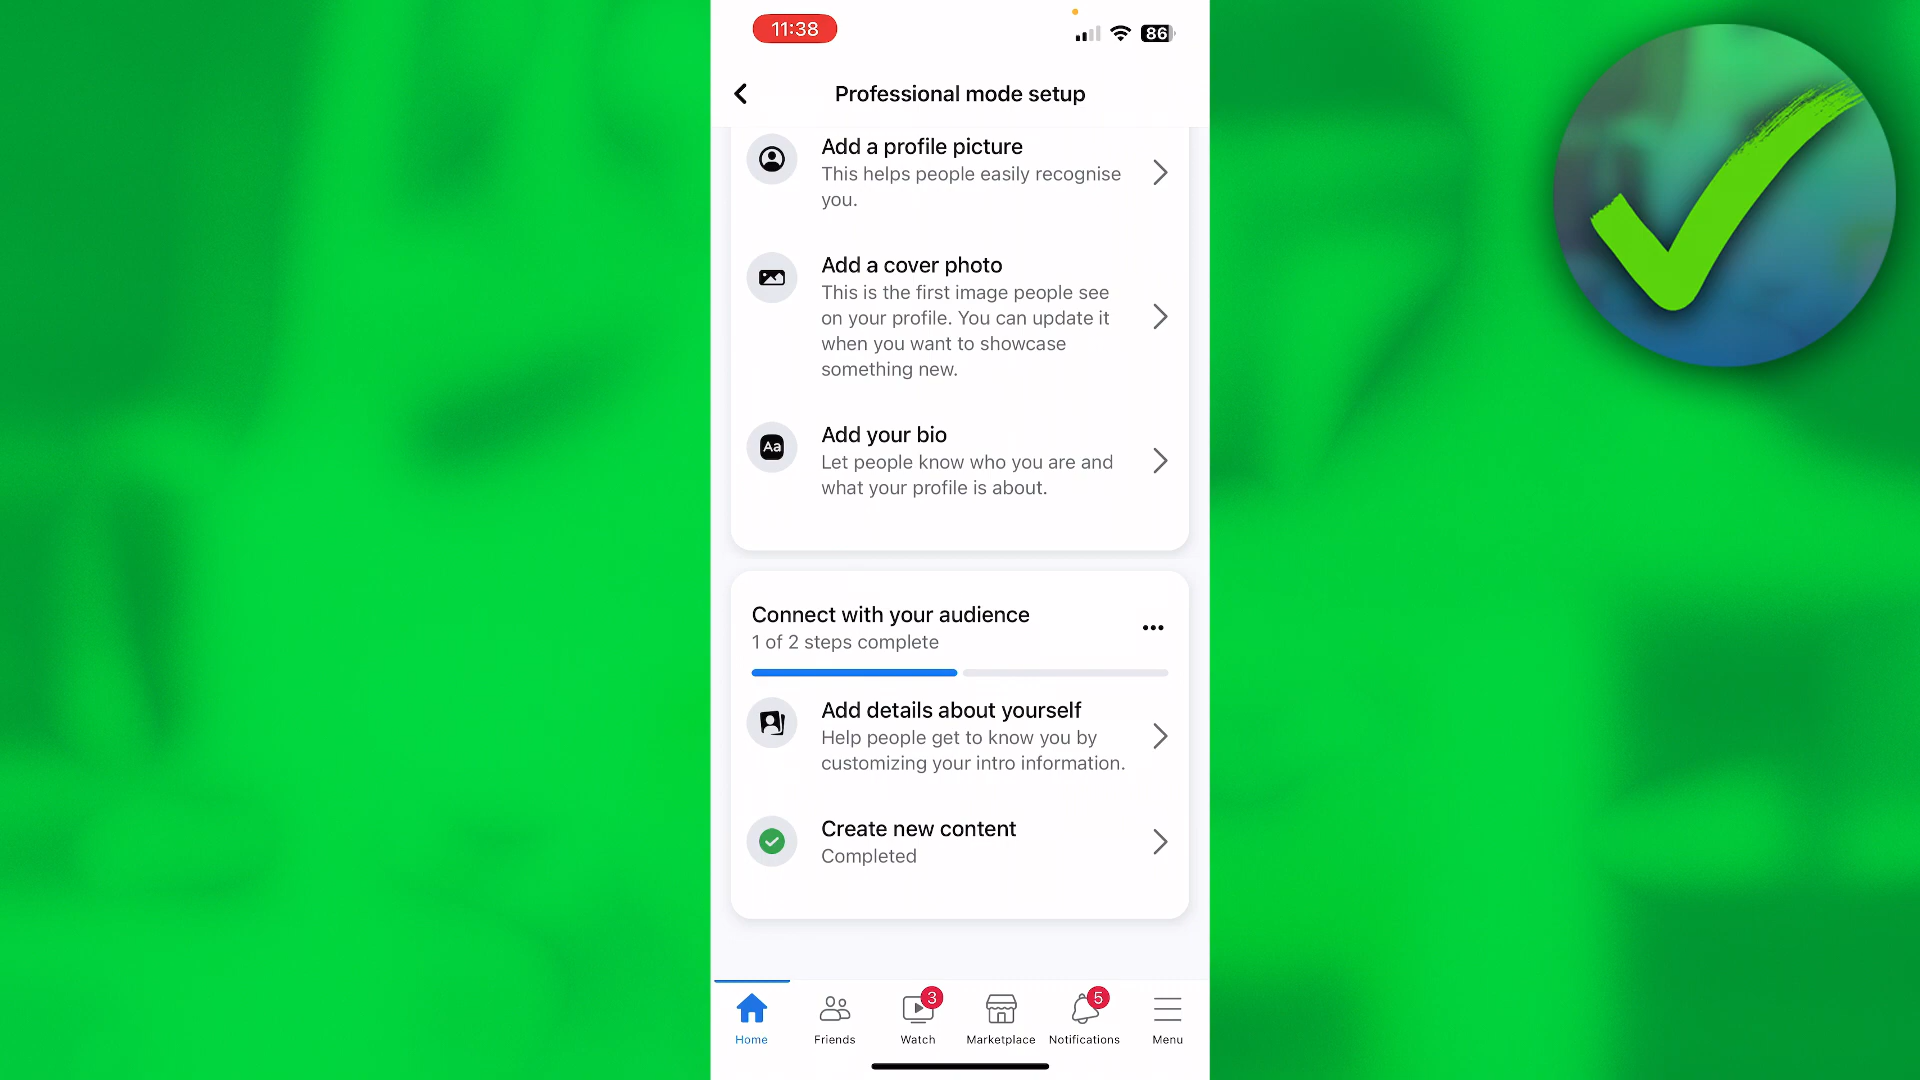 11:38
86
Professional mode setup
Add a profile picture
This helps people easily recognise
you.
Add a cover photo
This is the first image people see
on your profile. You can update it
when you want to showcase
something new.
Aa
Add your bio
Let people know who you are and
what your profile is about.
Connect with your audience
1 of 2 steps complete
Add details about yourself
Help people get to know you by
customizing your intro information.
Create new content
Completed
3
5
Home
Friends
Watch
Marketplace
Notifications
Menu